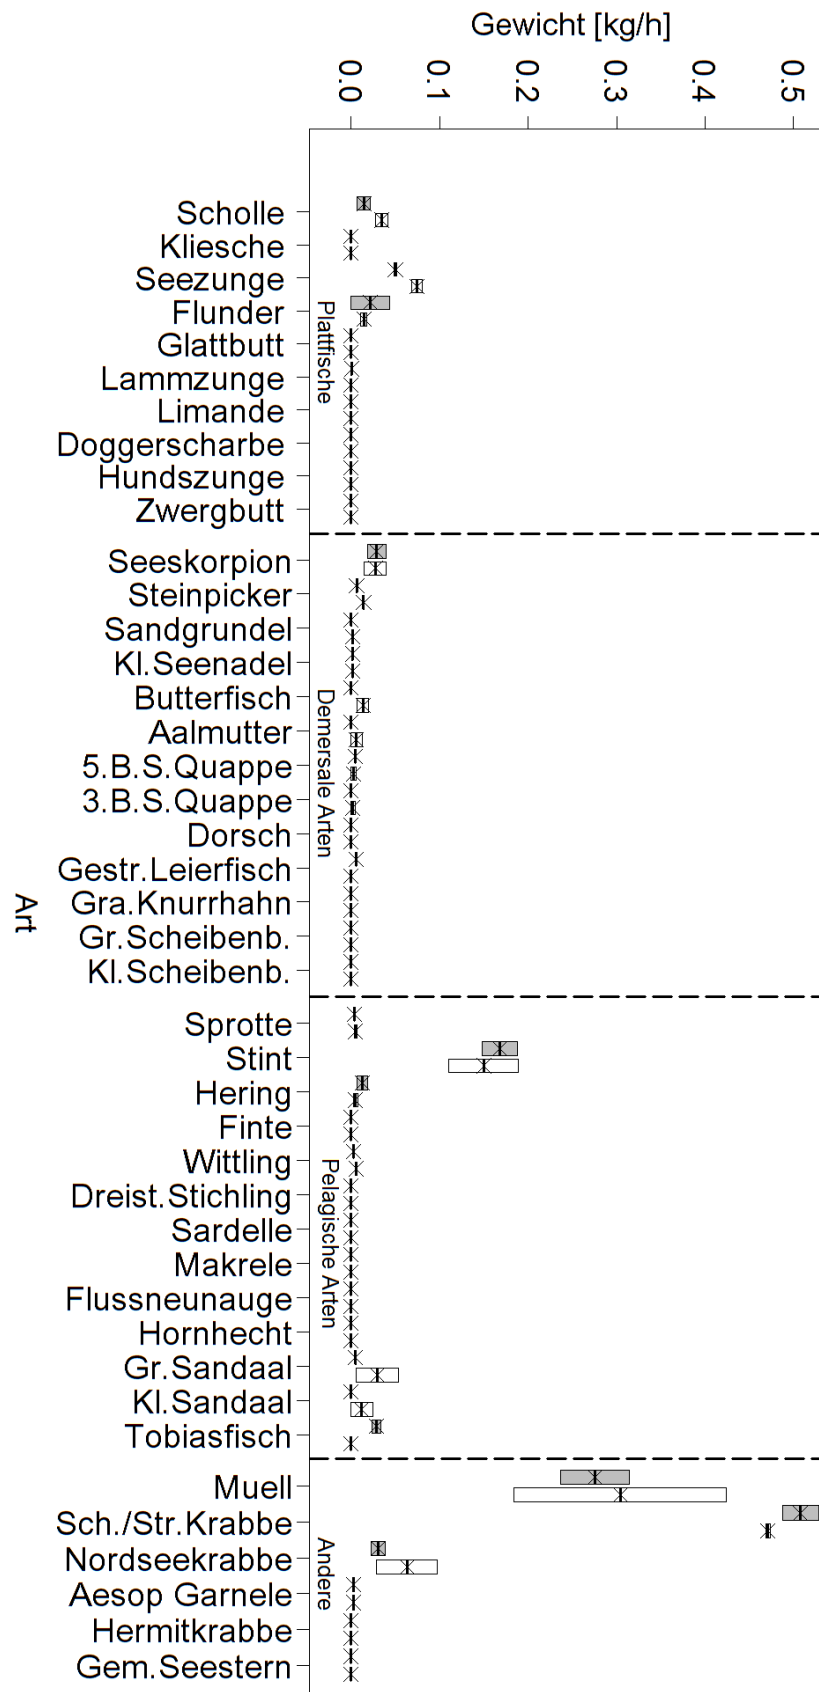 Gewicht [kg/h]
0.0
0.1
0.2
0.3
0.4
0.5
Scholle
Kliesche
Seezunge
Flunder
Glattbutt
Lammzunge
Limande
Doggerscharbe
Hundszunge
Zwergbutt
Plattfische
Seeskorpion
Steinpicker
Sandgrundel
Kl.Seenadel
Butterfisch
Aalmutter
5.B.S.Quappe
3.B.S.Quappe
Dorsch
Gestr.Leierfisch
Gra.Knurrhahn
Gr.Scheibenb.
Kl.Scheibenb.
Demersale Arten
Sprotte
Stint
Hering
Finte
Wittling
Dreist.Stichling
Sardelle
Makrele
Flussneunauge
Hornhecht
Gr.Sandaal
Kl.Sandaal
Tobiasfisch
Pelagische Arten
Muell
Sch./Str.Krabbe
Nordseekrabbe
Aesop Garnele
Hermitkrabbe
Gem.Seestern
Andere
Art